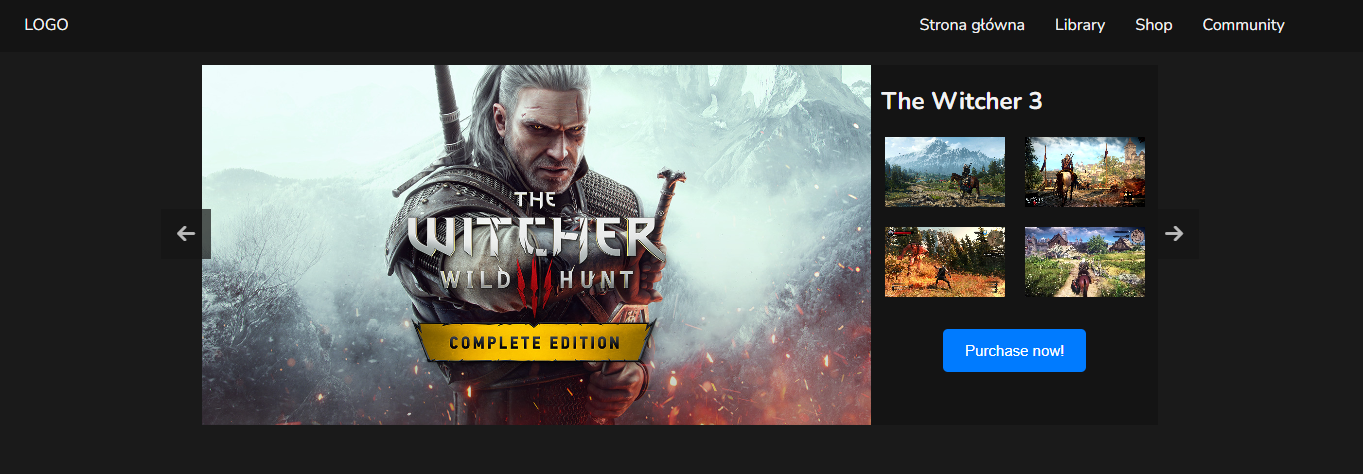 LOGO
Strona główna Library Shop Community
The Witcher 3
THE
WITCHER
WILD HUNT
COMPLETE EDITION
Purchase now!